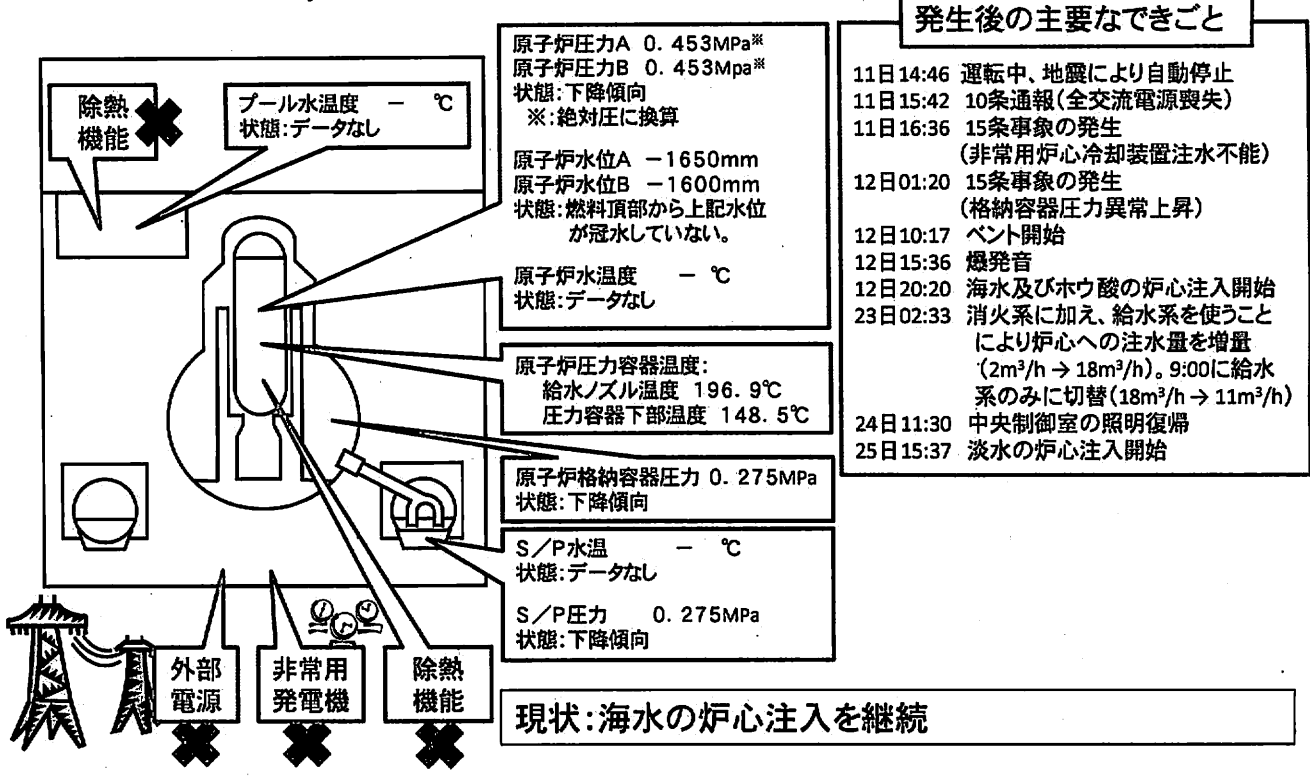 発生後の主要なできごと
除熱
機能
プール水温度 － ℃
状態:データなし
原子炉圧力A 0. 453MPa※
原子炉圧力B 0. 453Mpa※
状態:下降傾向
※:絶対圧に換算
原子炉水位A －1650mm
原子炉水位B －1600mm
状態:燃料頂部から上記水位
が冠水していない。
原子炉水温度 － ℃
状態:データなし
原子炉圧力容器温度:
給水ノズル温度 196. 9℃
圧力容器下部温度 148. 5℃
原子炉格納容器圧力 0. 275MPa
状態:下降傾向
S／P水温 － ℃
状態:データなし
S／P圧力 0. 275MPa
状態:下降傾向
11日14:46 運転中、地震により自動停止
11日15:42 10条通報(全交流電源喪失)
11日16:36 15条事象の発生
(非常用炉心冷却装置注水不能)
12日01:20 15条事象の発生
(格納容器圧力異常上昇)
12日10:17 ベント開始
12日15:36 爆発音
12日20:20 海水及びホウ酸の炉心注入開始
23日02:33 消火系に加え、給水系を使うこと
により炉心への注水量を増量
(2m³/h → 18m³/h)。9:00に給水
系のみに切替(18m³/h → 11m³/h)
24日11:30 中央制御室の照明復帰
25日15:37 淡水の炉心注入開始
外部
電源
非常用
発電機
除熱
機能
現状:海水の炉心注入を継続